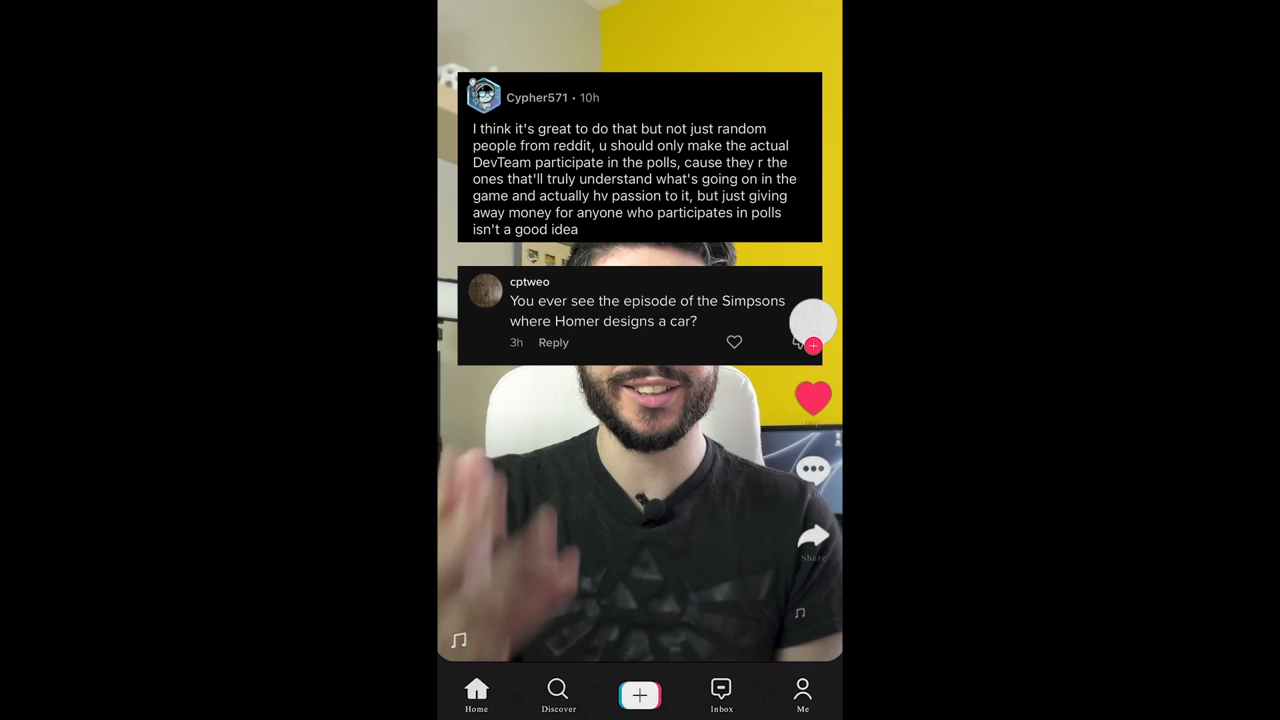 Cypher571 • 10h
I think it's great to do that but not just random
people from reddit, u should only make the actual
DevTeam participate in the polls, cause they r the
ones that'll truly understand what's going on in the
game and actually hv passion to it, but just giving
away money for anyone who participates in polls
isn't a good idea
cptweo
You ever see the episode of the Simpsons
where Homer designs a car?
3h Reply
Share
Home Discover Inbox Me